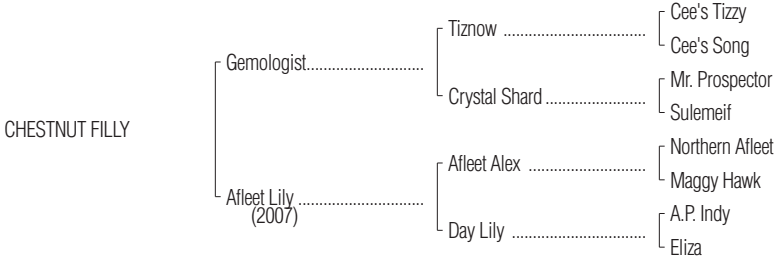 Cee's Tizzy
Tiznow ....................................
Cee's Song
Gemologist...........................
Mr. Prospector
Crystal Shard .........................
Sulemeif
CHESTNUT FILLY
Northern Afleet
Afleet Alex .............................
Maggy Hawk
Afleet Lily .............................
(2007)
A.P. Indy
Day Lily .................................
Eliza